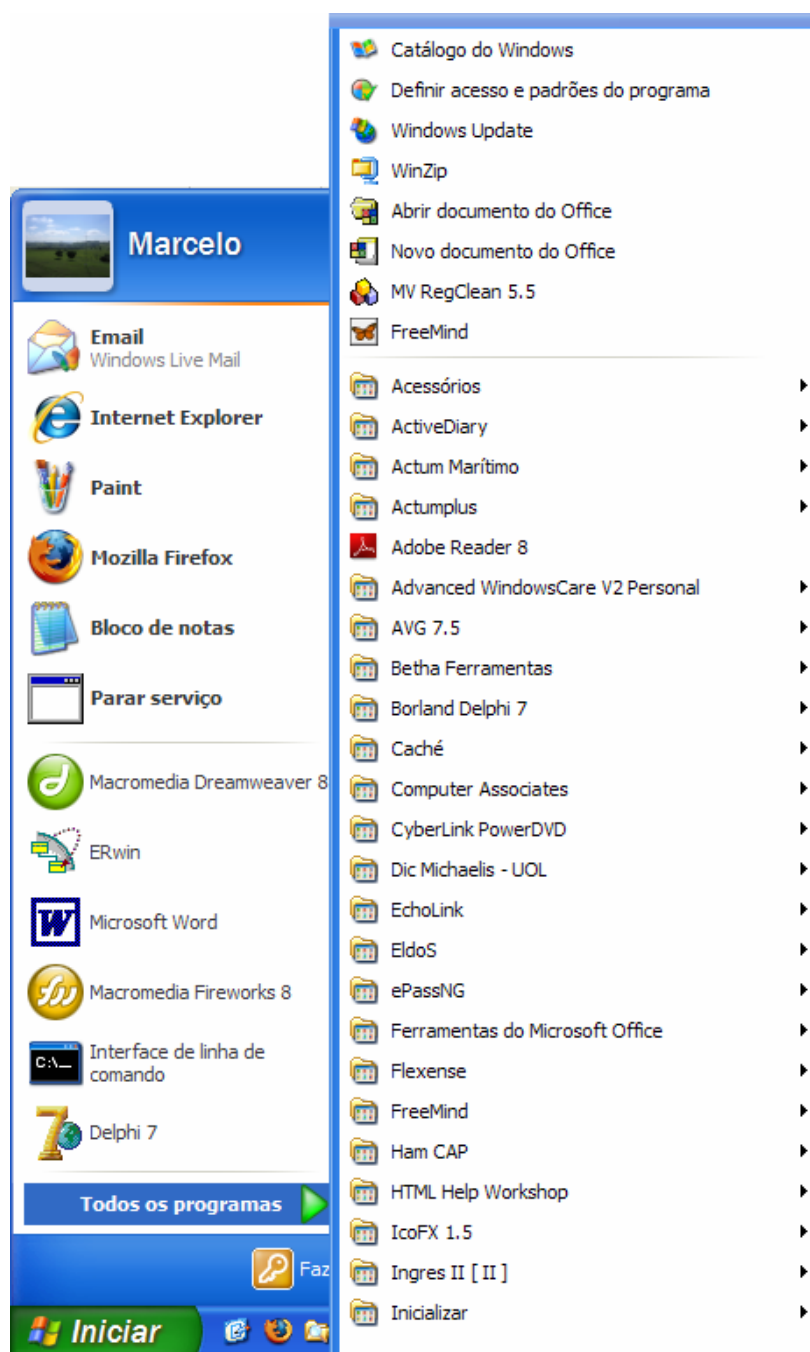 Marcelo
Email
Windows Live Mail
Internet Explorer
Paint
Mozilla Firefox
Bloco de notas
Parar serviço
Macromedia Dreamweaver 8
ERwin
Microsoft Word
Macromedia Fireworks 8
C:\_
Interface de linha de
comando
Delphi 7
Todos os programas
Faz
Iniciar
Catálogo do Windows
Definir acesso e padrões do programa
Windows Update
WinZip
Abrir documento do Office
Novo documento do Office
MV RegClean 5.5
FreeMind
Acessórios
ActiveDiary
Actum Marítimo
Actumplus
Adobe Reader 8
Advanced WindowsCare V2 Personal
AVG 7.5
Betha Ferramentas
Borland Delphi 7
Caché
Computer Associates
CyberLink PowerDVD
Dic Michaelis - UOL
EchoLink
EldoS
ePassNG
Ferramentas do Microsoft Office
Flexense
FreeMind
Ham CAP
HTML Help Workshop
IcoFX 1.5
Ingres II [ II ]
Inicializar